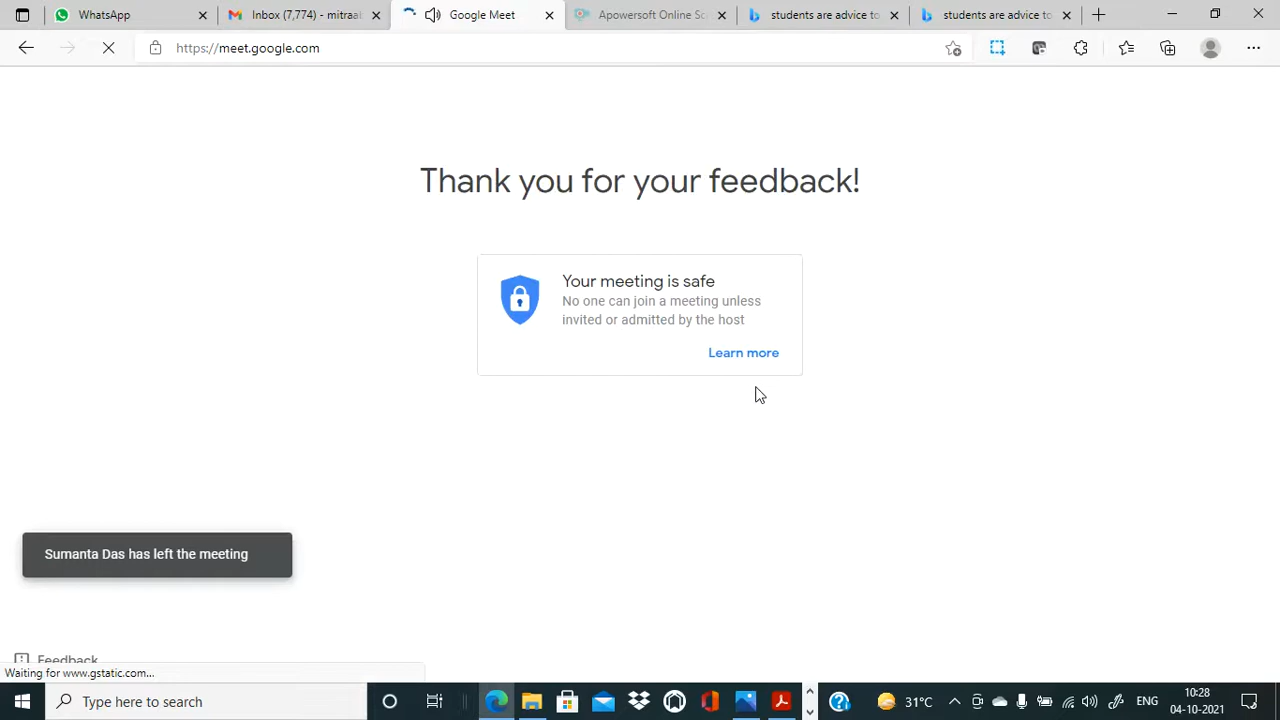 WhatsApp
Inbox (7,774) - mitraat
Google Meet
Apowersoft Online Sc
students are advice to
students are advice to
https://meet.google.com
Thank you for your feedback!
Your meeting is safe
No one can join a meeting unless
invited or admitted by the host
Learn more
Sumanta Das has left the meeting
Feedback
Waiting for www.gstatic.com...
Type here to search
31°C
ENG
10:28
04-10-2021